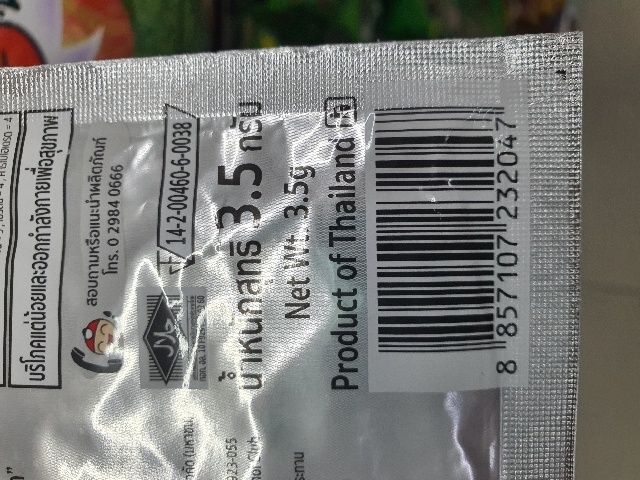 บริโภคแต่น้อยและออกกำลังกายเพื่อสุขภาพ
สอบถามหรือแนะนำผลิตภัณฑ์
โทร. 0 2984 0666
14-2-00460-6-0038
น้ำหนักสุทธิ 3.5 กรัม
Net Wt. 3.5g
Product of Thailand
8 857107 232047
923-055